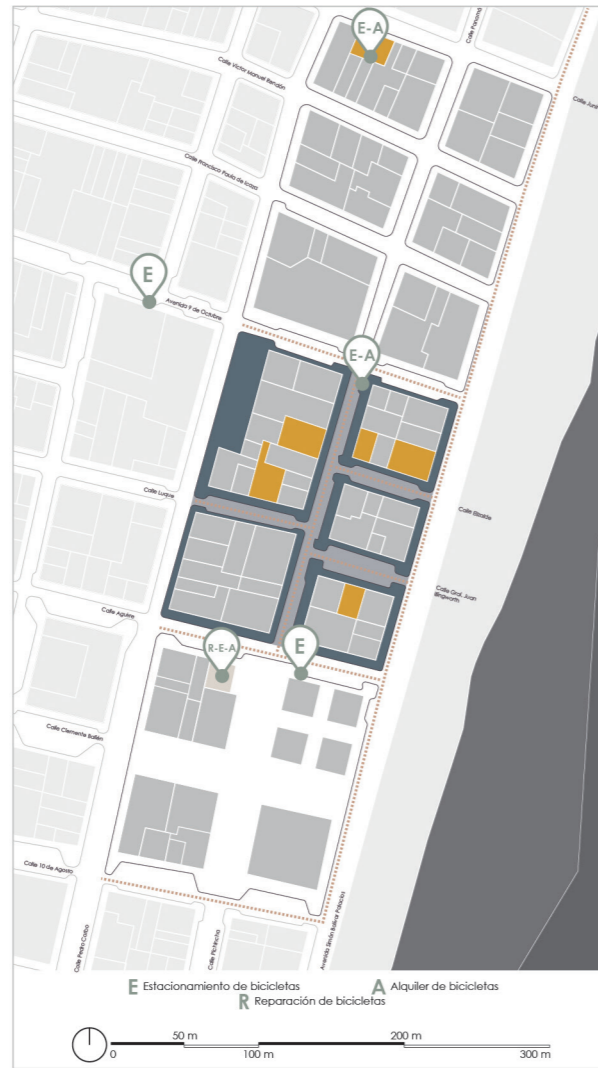 E-A
Calle Panamá
Calle Víctor Manuel Rendón
Calle Junín
Calle Francisco Paula de Icaza
E
Avenida 9 de Octubre
E-A
Calle Luque
Calle Elizalde
Calle Gral. Juan
Illingworth
Calle Aguirre
R-E-A
E
Calle Clemente Ballén
Calle 10 de Agosto
Calle Pedro Carbo
Calle Pichincha
Avenida Simón Bolívar Palacios
E Estacionamiento de bicicletas
A Alquiler de bicicletas
R Reparación de bicicletas
50 m
200 m
0
100 m
300 m